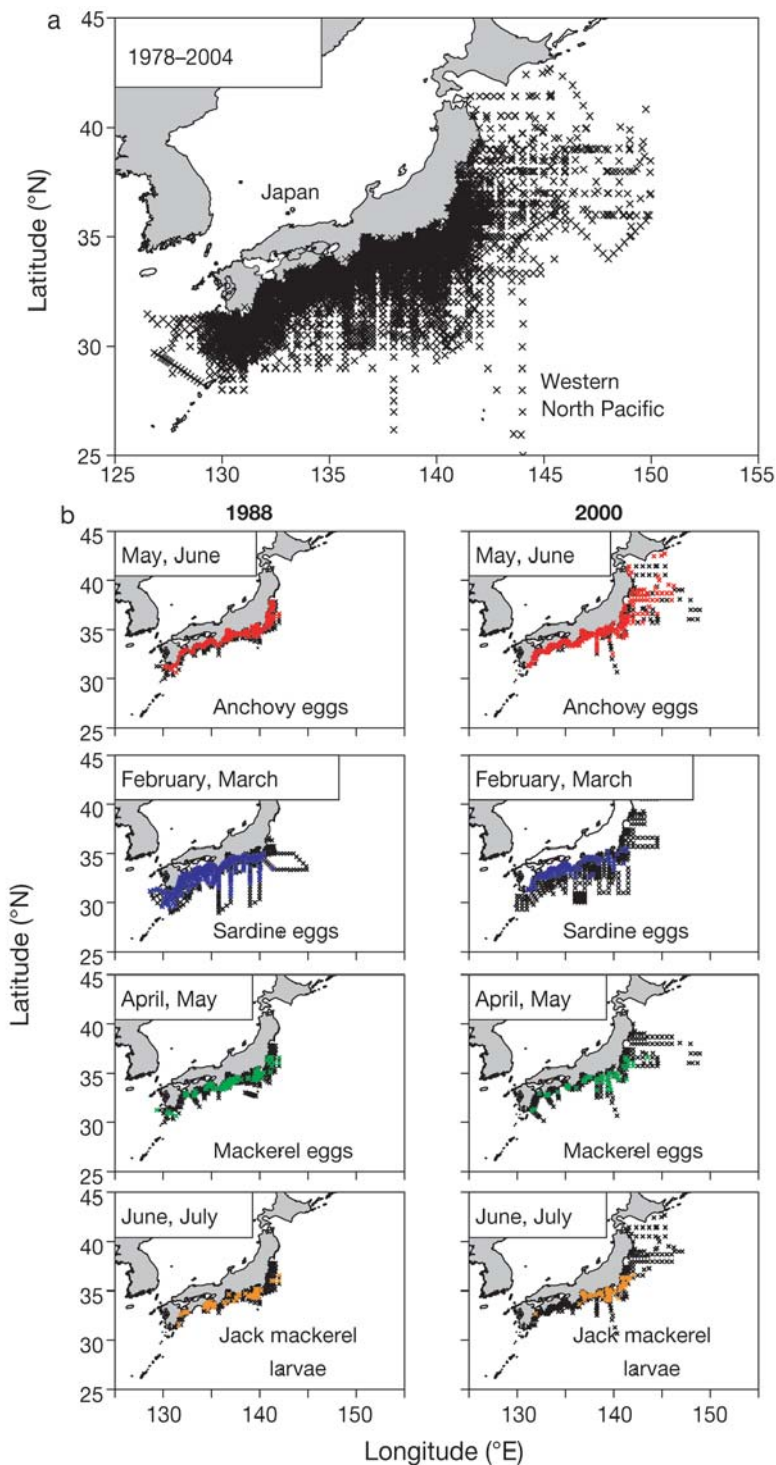 a
1978–2004
Japan
Western
North Pacific
Latitude (°N)
45
40
35
30
25
125
130
135
140
145
150
155
b
1988
2000
May, June
Anchovy eggs
45
40
35
30
25
May, June
Anchovy eggs
February, March
Sardine eggs
45
40
35
30
25
February, March
Sardine eggs
Latitude (°N)
April, May
Mackerel eggs
45
40
35
30
25
April, May
Mackerel eggs
June, July
Jack mackerel
larvae
45
40
35
30
25
June, July
Jack mackerel
larvae
130
140
150
130
140
150
Longitude (°E)